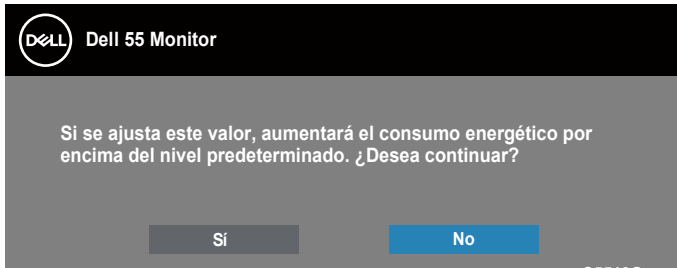 DELL
Dell 55 Monitor
Si se ajusta este valor, aumentará el consumo energético por
encima del nivel predeterminado. ¿Desea continuar?
Sí No